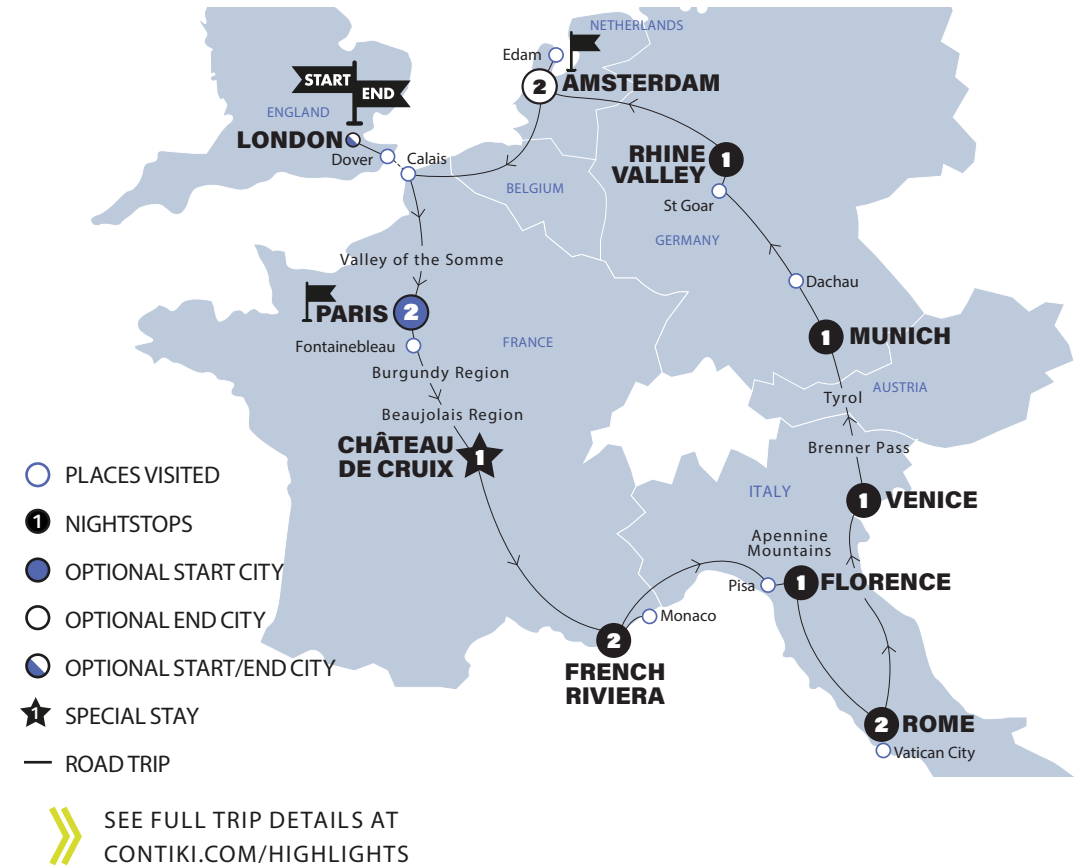 NETHERLANDS
Edam
2
AMSTERDAM
START
END
ENGLAND
LONDON
Dover
Calais
RHINE
VALLEY
1
BELGIUM
St Goar
GERMANY
Valley of the Somme
Dachau
PARIS
2
Fontainebleau
FRANCE
1
MUNICH
Burgundy Region
AUSTRIA
Tyrol
Beaujolais Region
CHÂTEAU
DE CRUIX
1
Brenner Pass
ITALY
1
VENICE
Apennine
Mountains
Pisa
1
FLORENCE
Monaco
2
FRENCH
RIVIERA
2
ROME
Vatican City
PLACES VISITED
1
NIGHTSTOPS
OPTIONAL START CITY
OPTIONAL END CITY
OPTIONAL START/END CITY
1
SPECIAL STAY
ROAD TRIP
SEE FULL TRIP DETAILS AT
CONTIKI.COM/HIGHLIGHTS